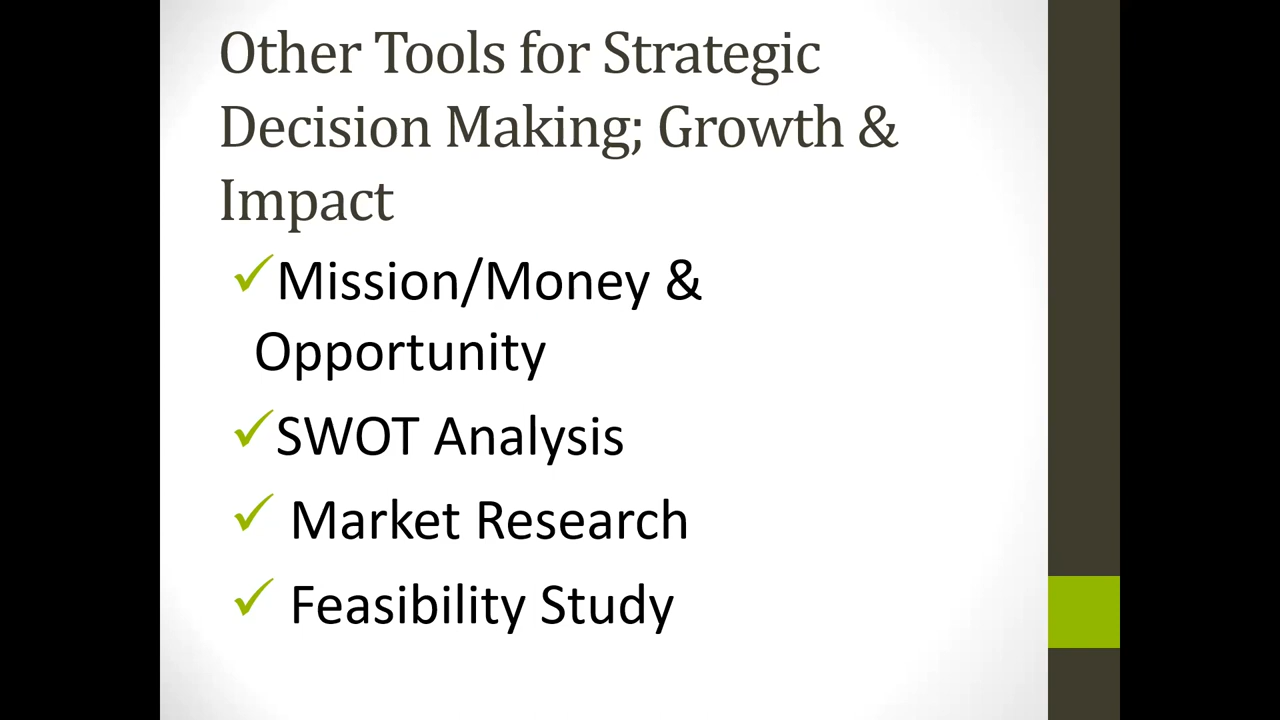 Other Tools for Strategic
Decision Making; Growth &
Impact
✓Mission/Money &
Opportunity
✓SWOT Analysis
✓ Market Research
✓ Feasibility Study